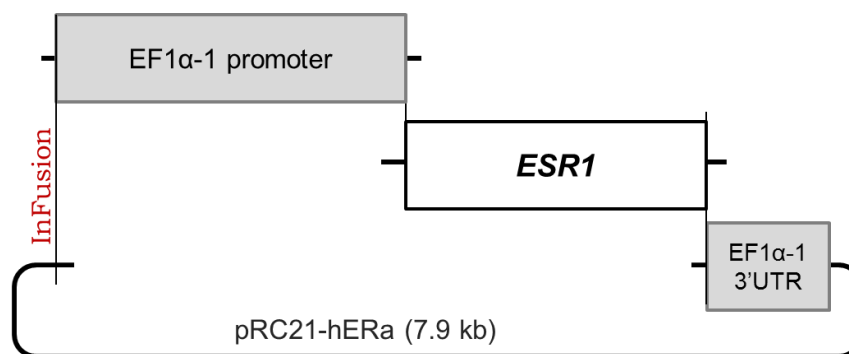 EF1α-1 promoter
InFusion
ESR1
EF1α-1
3'UTR
pRC21-hERa (7.9 kb)